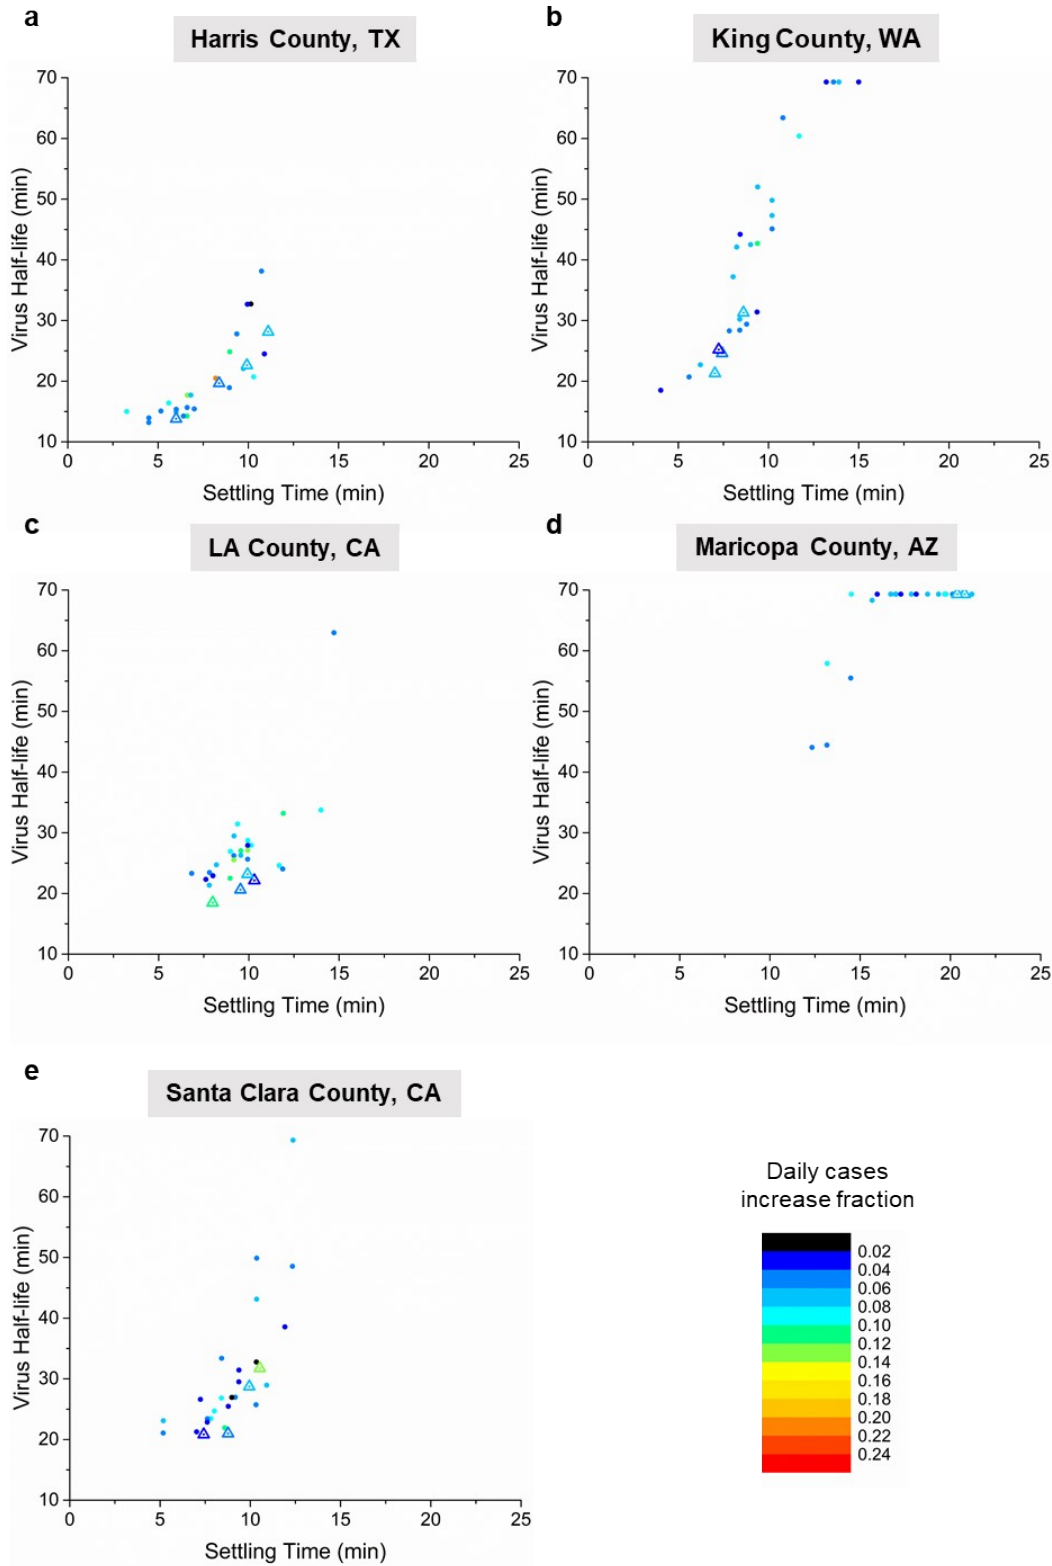 a
Harris County, TX
70
60
50
40
30
20
10
0 5 10 15 20 25
Virus Half-life (min)
Settling Time (min)
b
King County, WA
70
60
50
40
30
20
10
0 5 10 15 20 25
Virus Half-life (min)
Settling Time (min)
c
LA County, CA
70
60
50
40
30
20
10
0 5 10 15 20 25
Virus Half-life (min)
Settling Time (min)
d
Maricopa County, AZ
70
60
50
40
30
20
10
0 5 10 15 20 25
Virus Half-life (min)
Settling Time (min)
e
Santa Clara County, CA
70
60
50
40
30
20
10
0 5 10 15 20 25
Virus Half-life (min)
Settling Time (min)
Daily cases
increase fraction
0.02
0.04
0.06
0.08
0.10
0.12
0.14
0.16
0.18
0.20
0.22
0.24